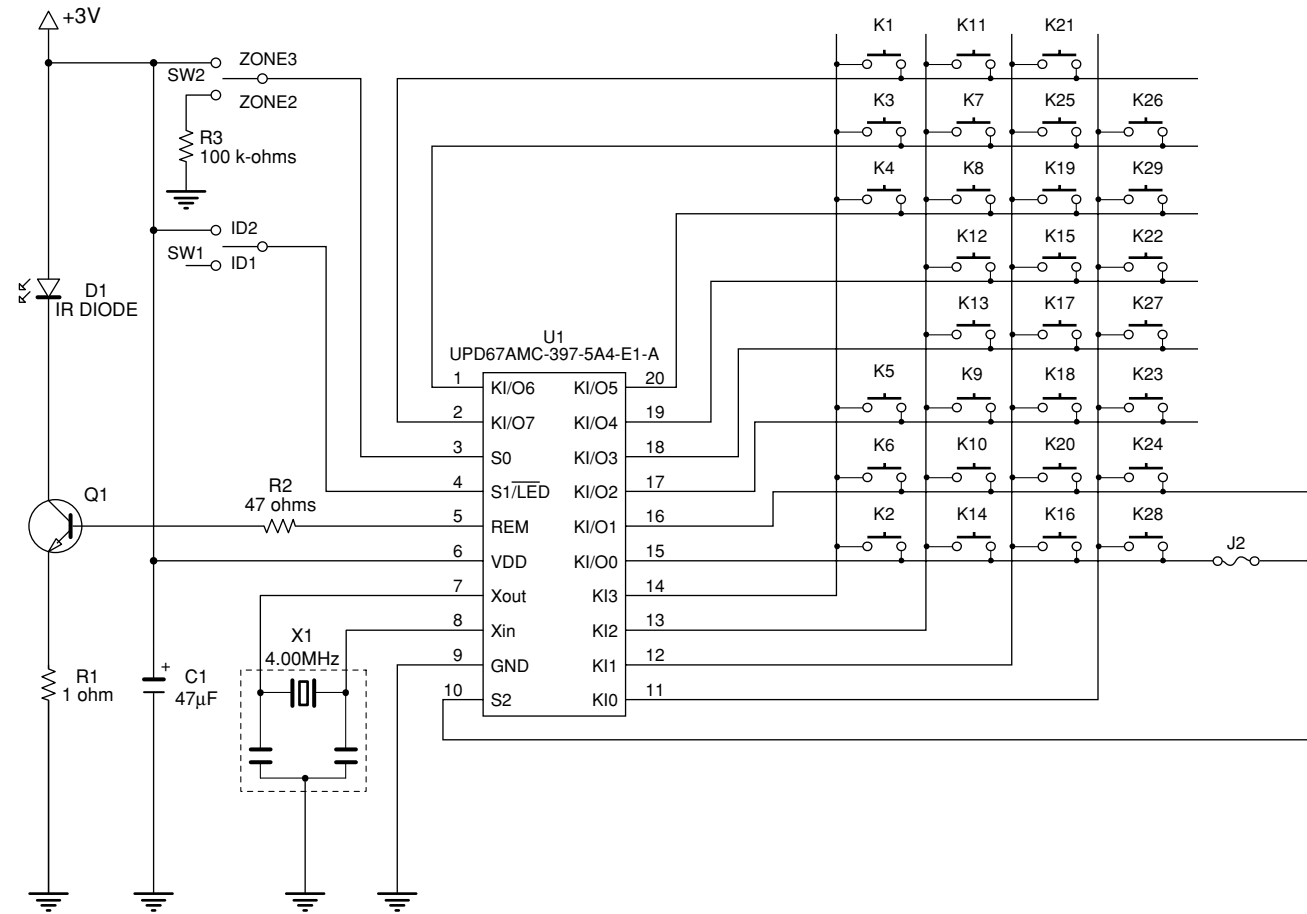 +3V
K1 K11 K21
ZONE3
SW2
ZONE2
K3 K7 K25 K26
R3
100 k-ohms
K4 K8 K19 K29
ID2
SW1
ID1
K12 K15 K22
D1
IR DIODE
K13 K17 K27
U1
UPD67AMC-397-5A4-E1-A
K5 K9 K18 K23
1 KI/O6 KI/O5 20
2 KI/O7 KI/O4 19
3 S0 KI/O3 18
4 S1/LED KI/O2 17
5 REM KI/O1 16
6 VDD KI/O0 15
7 Xout KI3 14
8 Xin KI2 13
9 GND KI1 12
10 S2 KI0 11
K6 K10 K20 K24
Q1
R2
47 ohms
K2 K14 K16 K28
J2
X1
4.00MHz
R1
1 ohm
+
C1
47µF